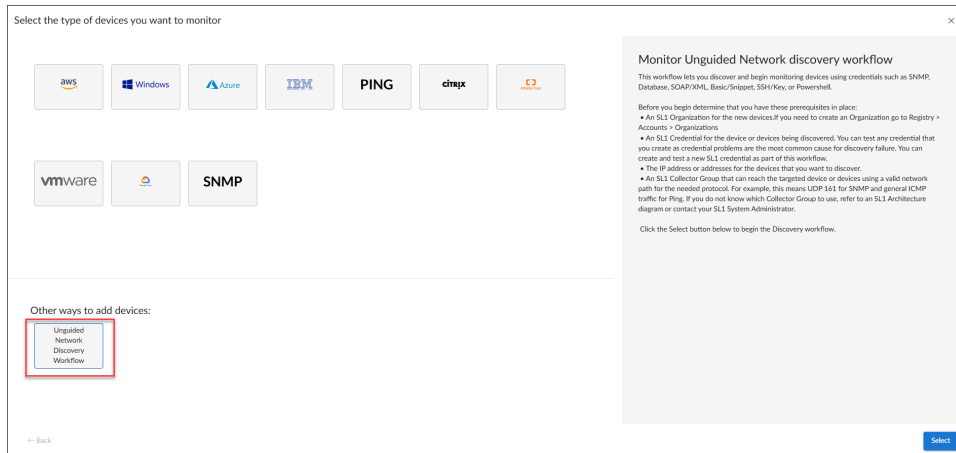 Select the type of devices you want to monitor
×
aws
Windows
Azure
IBM
PING
CİTRIX
Alibaba Cloud
vmware
SNMP
Monitor Unguided Network discovery workflow
This workflow lets you discover and begin monitoring devices using credentials such as SNMP,
Database, SOAP/XML, Basic/Snippet, SSH/Key, or Powershell.
Before you begin determine that you have these prerequisites in place:
• An SL1 Organization for the new devices.If you need to create an Organization go to Registry >
Accounts > Organizations
• An SL1 Credential for the device or devices being discovered. You can test any credential that
you create as credential problems are the most common cause for discovery failure. You can
create and test a new SL1 credential as part of this workflow.
• The IP address or addresses for the devices that you want to discover.
• An SL1 Collector Group that can reach the targeted device or devices using a valid network
path for the needed protocol. For example, this means UDP 161 for SNMP and general ICMP
traffic for Ping. If you do not know which Collector Group to use, refer to an SL1 Architecture
diagram or contact your SL1 System Administrator.
Click the Select button below to begin the Discovery workflow.
Other ways to add devices:
Unguided
Network
Discovery
Workflow
← Back
Select